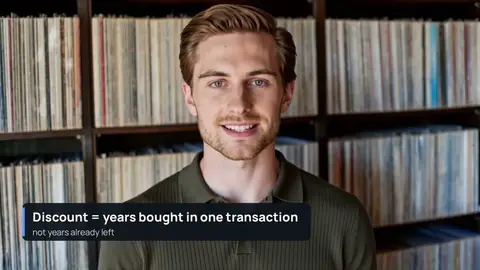 Discount = years bought in one transaction
not years already left